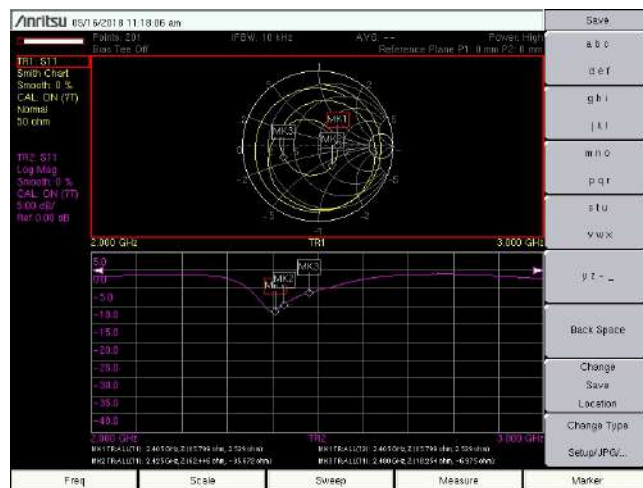 Anritsu 05/16/2018 11:18:06 am
Save
Points: 201 IFBW: 10 kHz AVG: -- Power: High
Bias Tee Off Reference Plane P1: 0 mm P2: 0 mm
TR1: S11
Smith Chart
Smooth: 0 %
CAL: ON (?T)
Normal
50 ohm
TR2: S11
Log Mag
Smooth: 0 %
CAL: ON (?T)
5.00 dB/
Ref 0.00 dB
MK1
MK3
MK2
2.000 GHz TR1 3.000 GHz
5.0
0.0
-5.0
-10.0
-15.0
-20.0
-25.0
-30.0
-35.0
-40.0
MK2
MK3
2.000 GHz TR2 3.000 GHz
a b c
d e f
g h i
j k l
m n o
p q r
s t u
v w x
y z - _
Back Space
Change
Save
Location
Change Type
Setup/JPG/...
Freq Scale Sweep Measure Marker